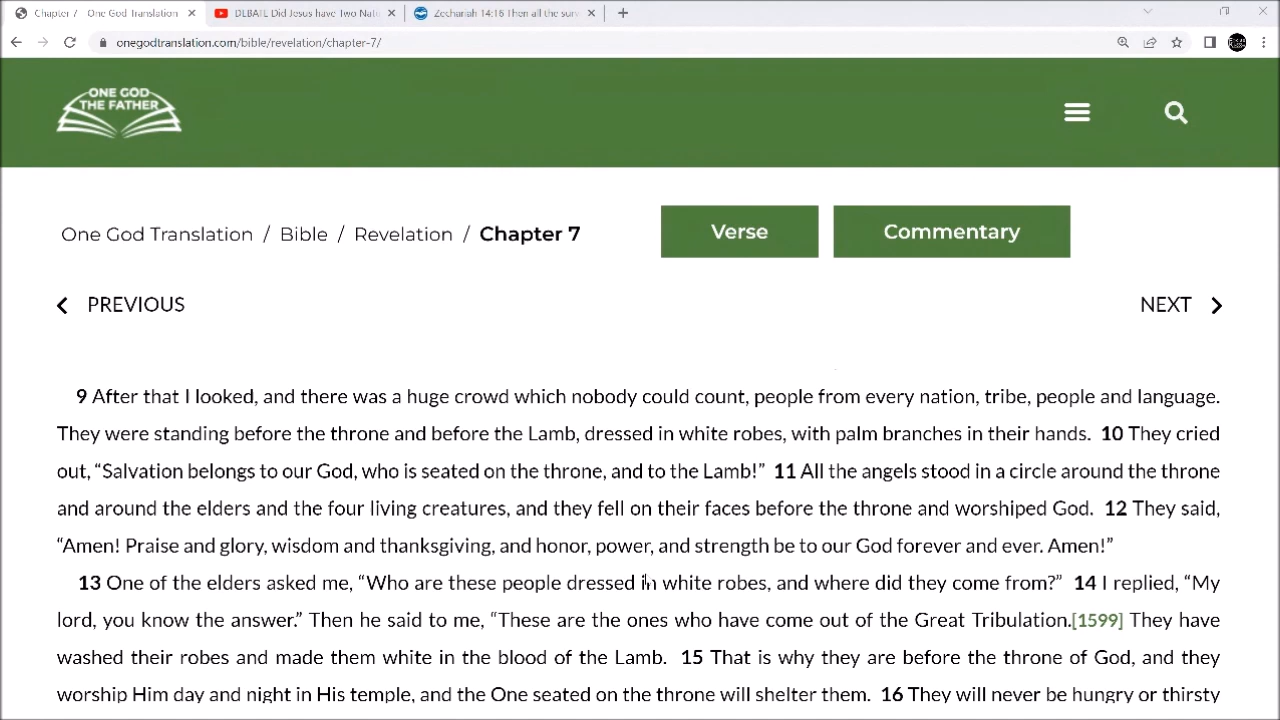 Chapter 7 One God Translation
DEBATE Did Jesus have Two Nati
Zechariah 14:16 Then all the surv
onegodtranslation.com/bible/revelation/chapter-7/
ONE GOD
THE FATHER
One God Translation / Bible / Revelation / Chapter 7
Verse
Commentary
PREVIOUS
NEXT
9 After that I looked, and there was a huge crowd which nobody could count, people from every nation, tribe, people and language.
They were standing before the throne and before the Lamb, dressed in white robes, with palm branches in their hands. 10 They cried
out, “Salvation belongs to our God, who is seated on the throne, and to the Lamb!” 11 All the angels stood in a circle around the throne
and around the elders and the four living creatures, and they fell on their faces before the throne and worshiped God. 12 They said,
“Amen! Praise and glory, wisdom and thanksgiving, and honor, power, and strength be to our God forever and ever. Amen!”
13 One of the elders asked me, “Who are these people dressed in white robes, and where did they come from?” 14 I replied, “My
lord, you know the answer.” Then he said to me, “These are the ones who have come out of the Great Tribulation.[1599] They have
washed their robes and made them white in the blood of the Lamb. 15 That is why they are before the throne of God, and they
worship Him day and night in His temple, and the One seated on the throne will shelter them. 16 They will never be hungry or thirsty